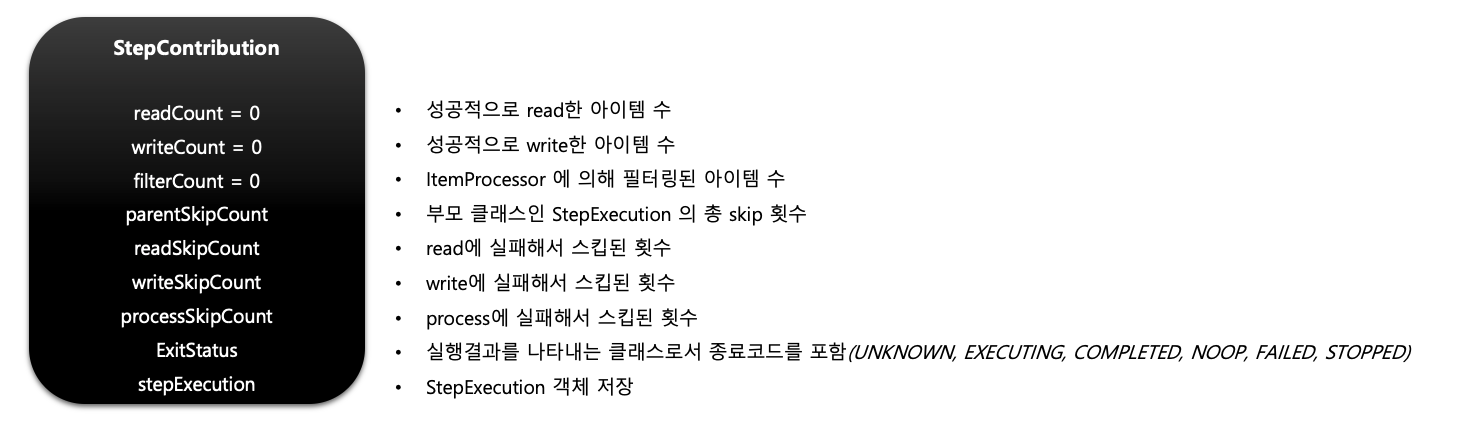 StepContribution
readCount = 0
• 성공적으로 read한 아이템 수
writeCount = 0
• 성공적으로 write한 아이템 수
filterCount = 0
• ItemProcessor 에 의해 필터링된 아이템 수
parentSkipCount
• 부모 클래스인 StepExecution 의 총 skip 횟수
readSkipCount
• read에 실패해서 스킵된 횟수
writeSkipCount
• write에 실패해서 스킵된 횟수
processSkipCount
• process에 실패해서 스킵된 횟수
ExitStatus
• 실행결과를 나타내는 클래스로서 종료코드를 포함(UNKNOWN, EXECUTING, COMPLETED, NOOP, FAILED, STOPPED)
stepExecution
• StepExecution 객체 저장